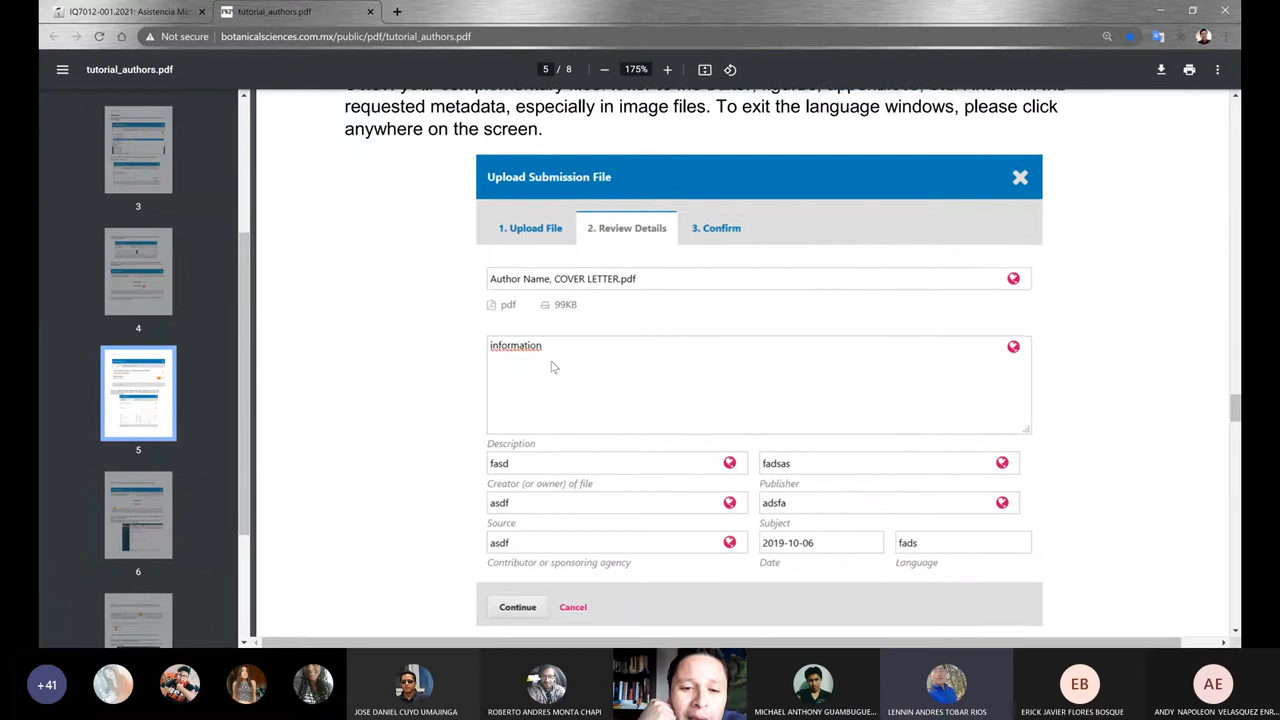 IQ7012-001.2021: Asistencia Me
tutorial_authors.pdf
Not secure
botanicalsciences.com.mx/public/pdf/tutorial_authors.pdf
tutorial_authors.pdf
5 / 8
175%
requested metadata, especially in image files. To exit the language windows, please click
anywhere on the screen.
Upload Submission File
1. Upload File
2. Review Details
3. Confirm
Author Name, COVER LETTER.pdf
pdf
99KB
information
Description
fasd
fadsas
Creator (or owner) of file
Publisher
asdf
adsfa
Source
Subject
asdf
2019-10-06
fads
Contributor or sponsoring agency
Date
Language
Continue
Cancel
3
4
5
6
+41
JOSE DANIEL CUYO UMAJINGA
ROBERTO ANDRES MONTA CHAPI
MICHAEL ANTHONY GUAMBUGUE...
LENNIN ANDRES TOBAR RIOS
EB
ERICK JAVIER FLORES BOSQUE
AE
ANDY NAPOLEON VELASQUEZ ENR...